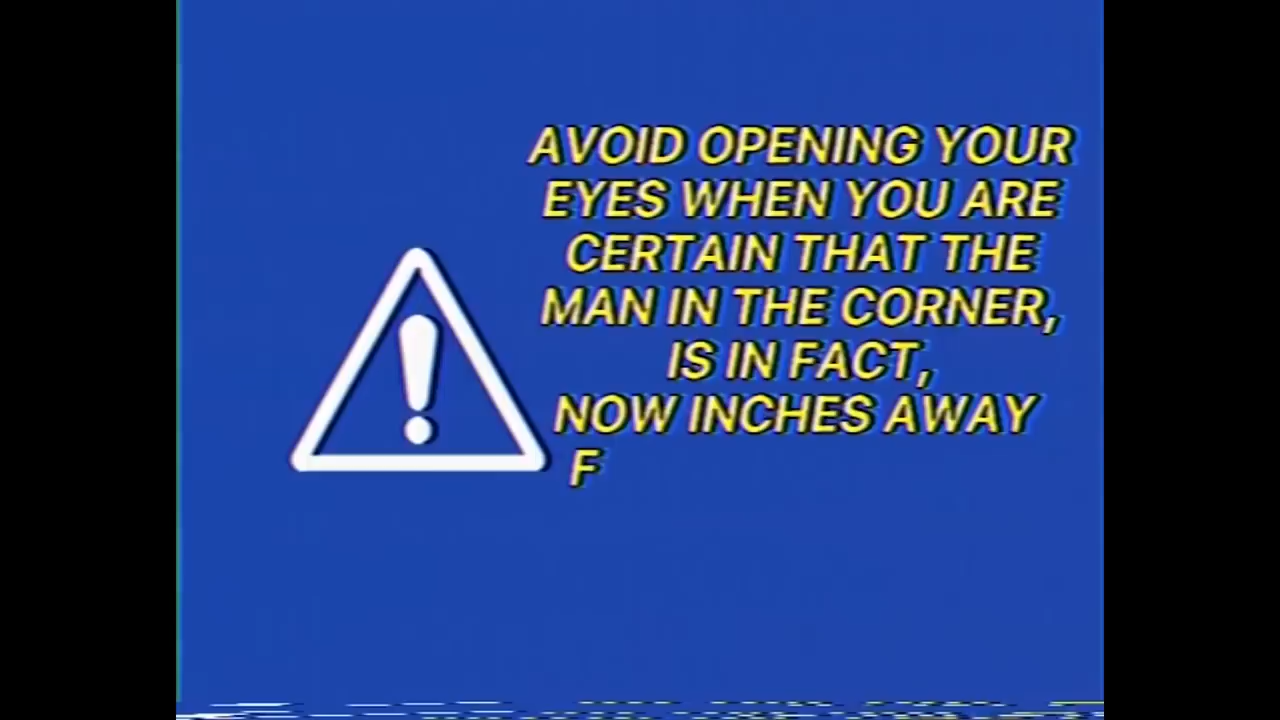 AVOID OPENING YOUR
EYES WHEN YOU ARE
CERTAIN THAT THE
MAN IN THE CORNER,
IS IN FACT,
NOW INCHES AWAY
F